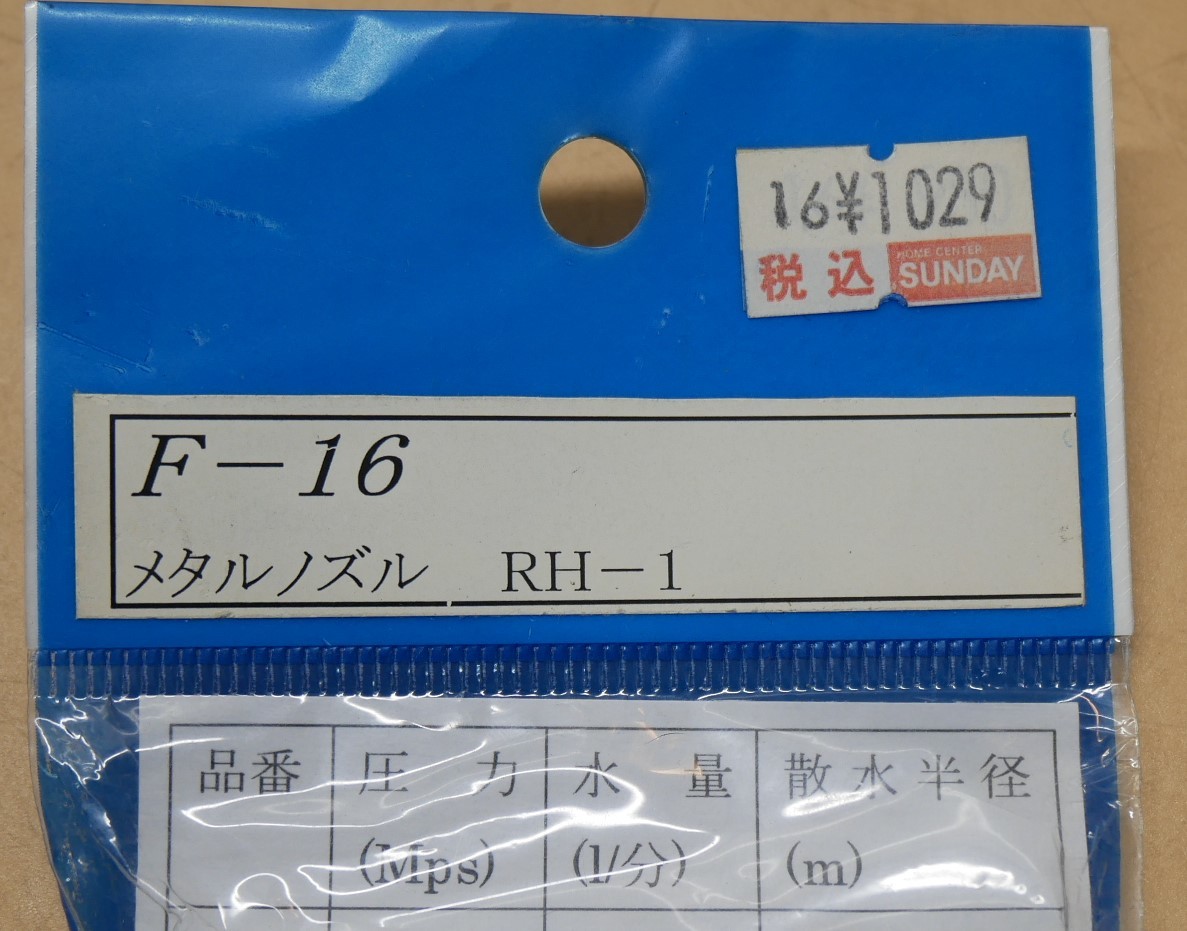 16¥1029
税込
HOME CENTER
SUNDAY
F-16
メタルノズル RH-1
品番 圧力 水量 散水半径
(Mps) (l/分) (m)